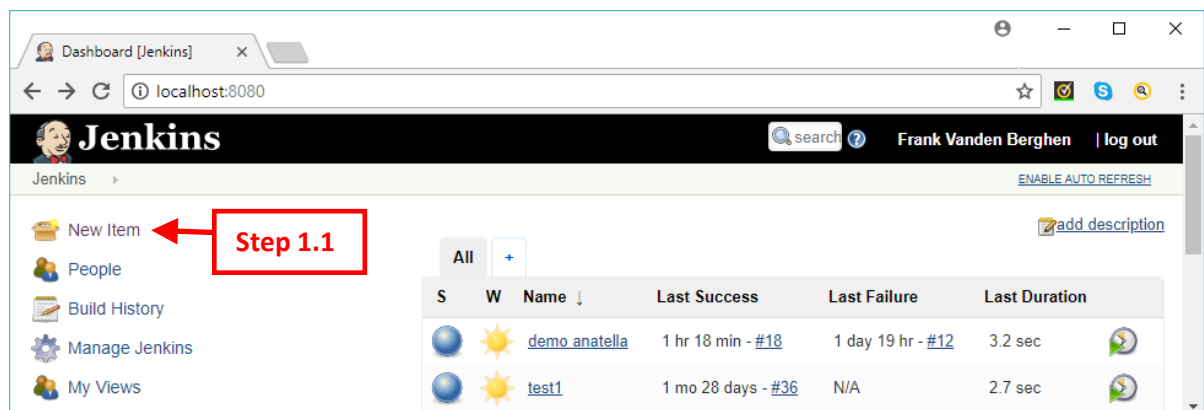 Dashboard [Jenkins]
localhost:8080
Jenkins
search
Frank Vanden Berghen
| log out
Jenkins
ENABLE AUTO REFRESH
New Item
Step 1.1
add description
People
Build History
Manage Jenkins
My Views
All +
S W Name ↓ Last Success Last Failure Last Duration
demo anatella 1 hr 18 min - #18 1 day 19 hr - #12 3.2 sec
test1 1 mo 28 days - #36 N/A 2.7 sec